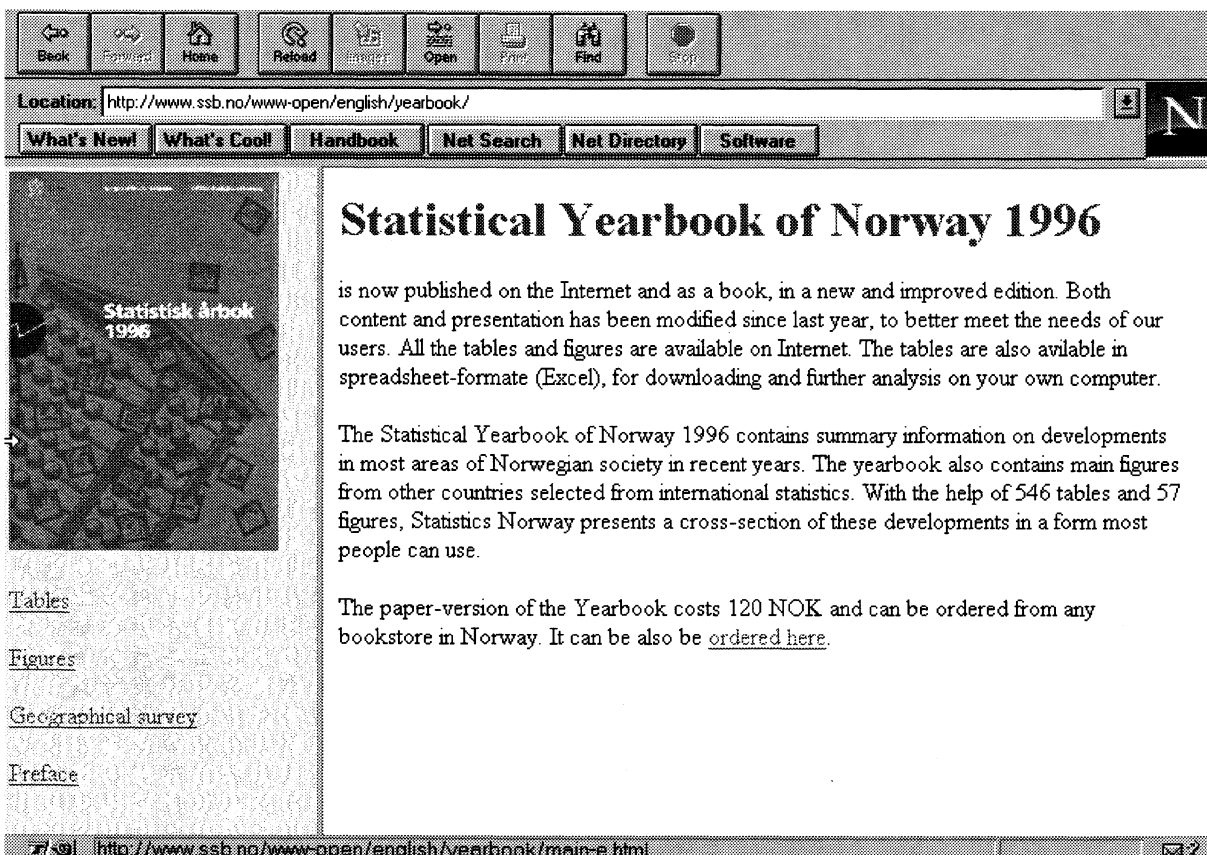 Back Forward Home Reload Images Open Print Find Stop
Location: http://www.ssb.no/www-open/english/yearbook/
N
What's New! What's Cool! Handbook Net Search Net Directory Software
Statistisk årbok
1996
Statistical Yearbook of Norway 1996
is now published on the Internet and as a book, in a new and improved edition. Both
content and presentation has been modified since last year, to better meet the needs of our
users. All the tables and figures are available on Internet. The tables are also avilable in
spreadsheet-formate (Excel), for downloading and further analysis on your own computer.
The Statistical Yearbook of Norway 1996 contains summary information on developments
in most areas of Norwegian society in recent years. The yearbook also contains main figures
from other countries selected from international statistics. With the help of 546 tables and 57
figures, Statistics Norway presents a cross-section of these developments in a form most
people can use.
The paper-version of the Yearbook costs 120 NOK and can be ordered from any
bookstore in Norway. It can be also be ordered here.
Tables
Figures
Geographical survey
Preface
http://www.ssb.no/www-open/english/yearbook/main-e.html
?